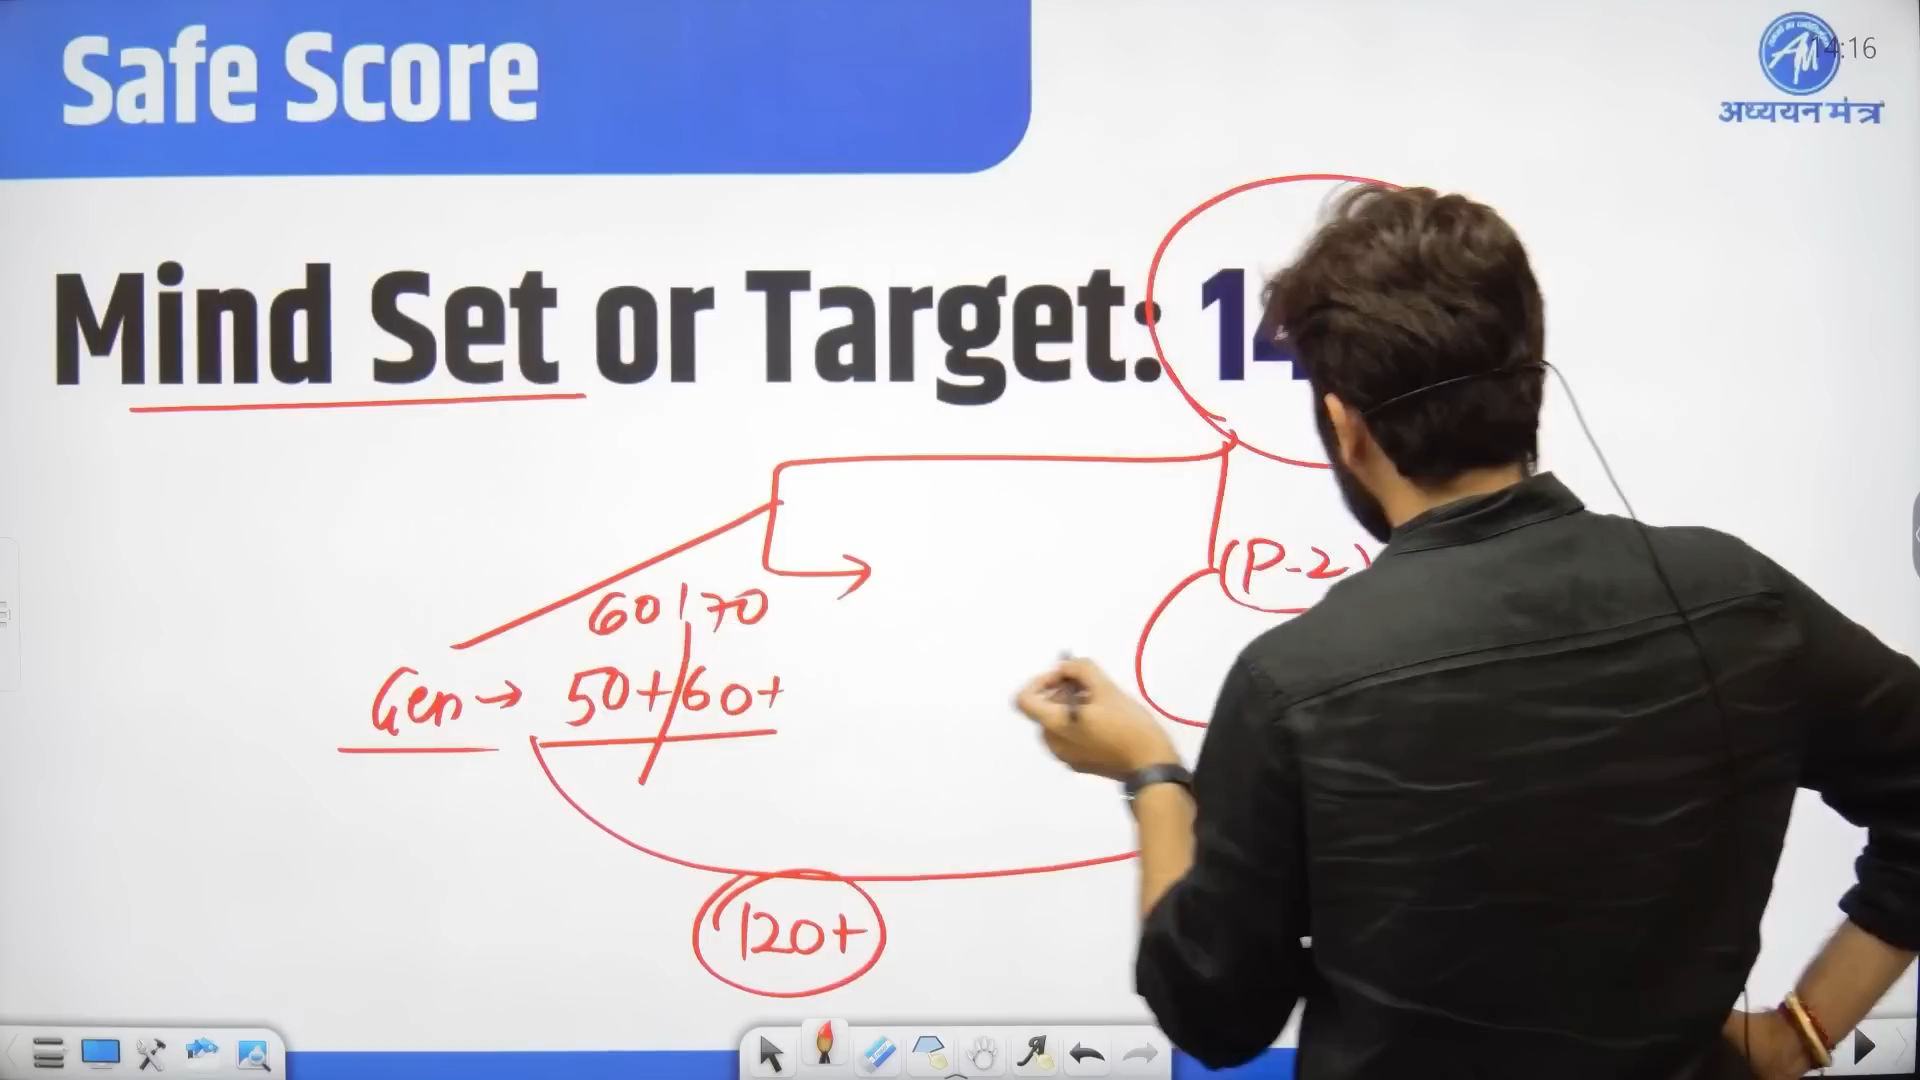 Safe Score
14:16
अध्ययन मंत्र
Mind Set or Target: 14
(P-2)
60 | 70
Gen → 50+/60+
120+